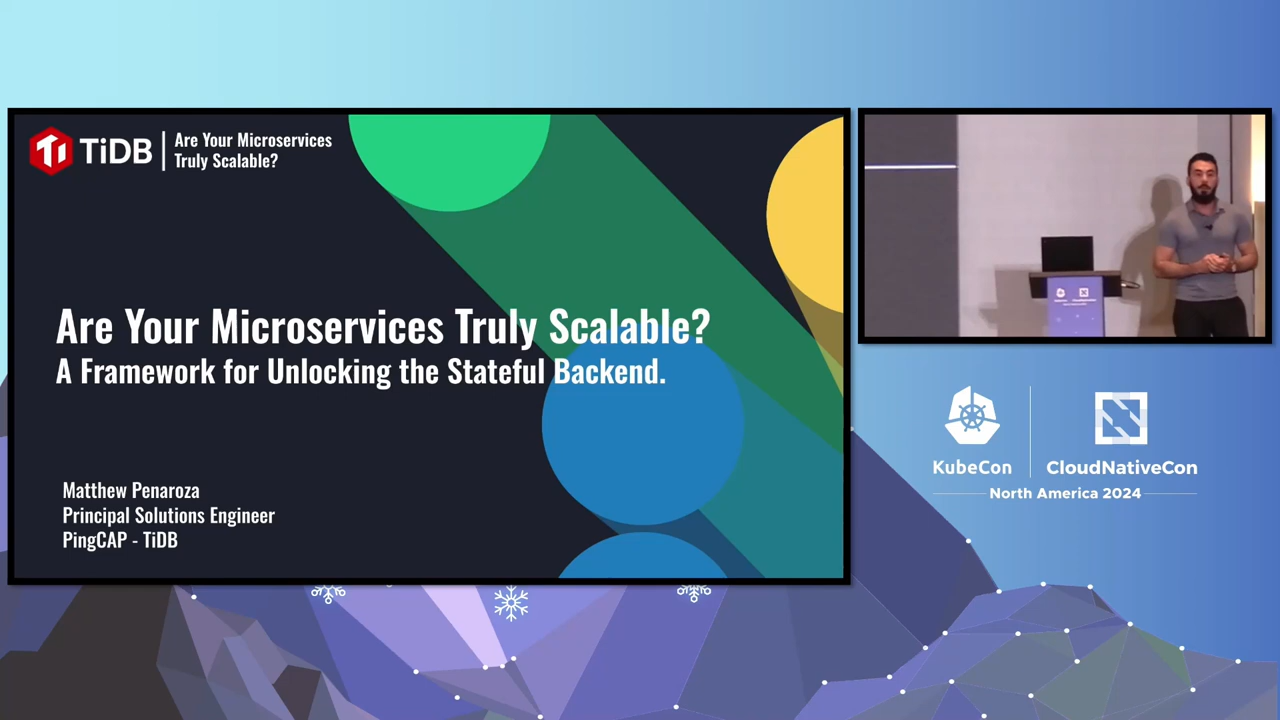 TiDB
Are Your Microservices
Truly Scalable?
Are Your Microservices Truly Scalable?
A Framework for Unlocking the Stateful Backend.
Matthew Penaroza
Principal Solutions Engineer
PingCAP - TiDB
KubeCon
CloudNativeCon
North America 2024